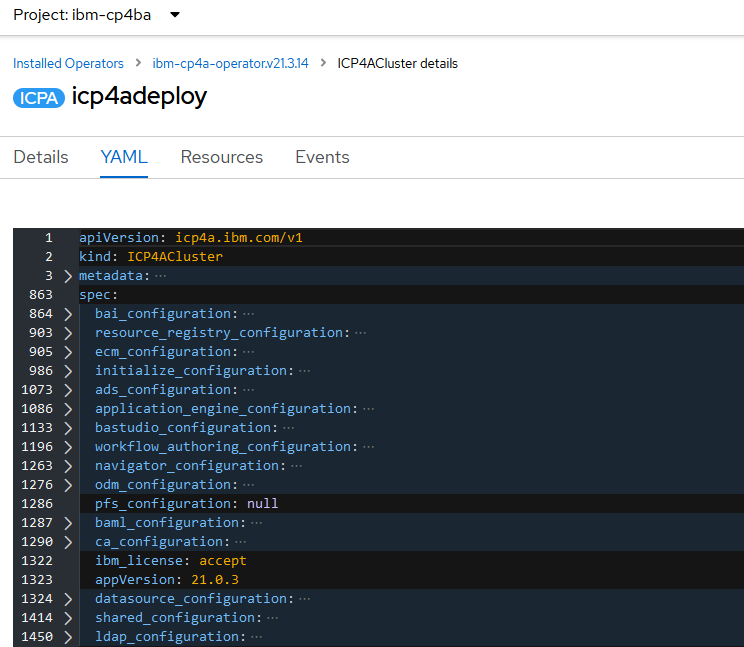 Project: ibm-cp4ba
Installed Operators > ibm-cp4a-operator.v21.3.14 > ICP4ACluster details
ICPA icp4adeploy
Details YAML Resources Events
1 apiVersion: icp4a.ibm.com/v1
2 kind: ICP4ACluster
3 > metadata: ···
863 spec:
864 > bai_configuration: ···
903 > resource_registry_configuration: ···
905 > ecm_configuration: ···
986 > initialize_configuration: ···
1073 > ads_configuration: ···
1086 > application_engine_configuration: ···
1133 > bastudio_configuration: ···
1196 > workflow_authoring_configuration: ···
1263 > navigator_configuration: ···
1276 > odm_configuration: ···
1286 pfs_configuration: null
1287 > baml_configuration: ···
1290 > ca_configuration: ···
1322 ibm_license: accept
1323 appVersion: 21.0.3
1324 > datasource_configuration: ···
1414 > shared_configuration: ···
1450 > ldap_configuration: ···